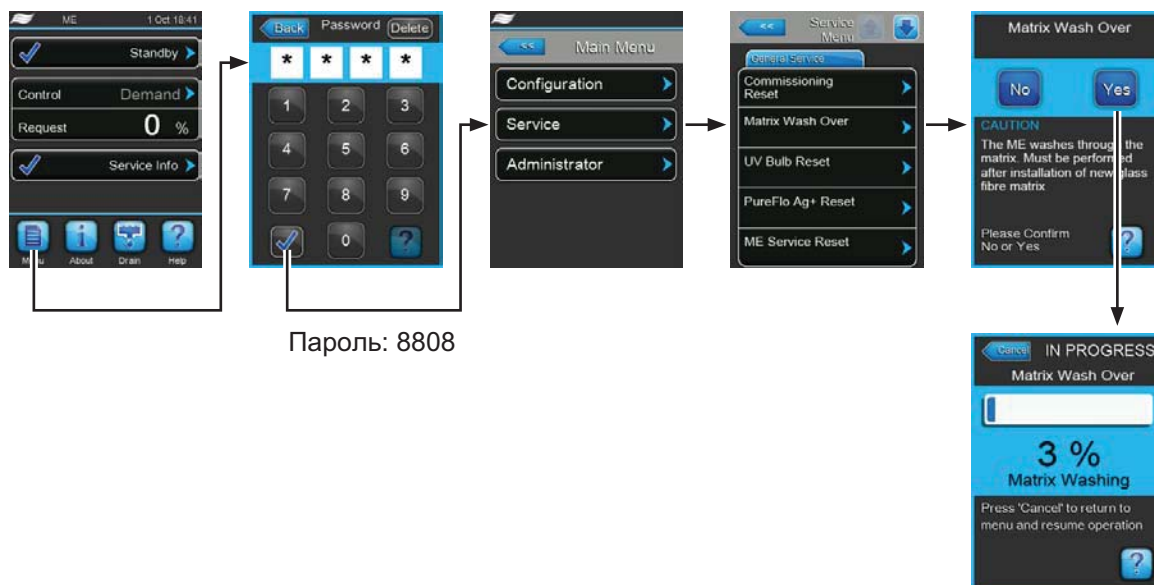 ME 1 Oct 18:41
Standby
Control Demand
Request 0 %
Service Info
Menu About Drain Help
Back Password Delete
* * * *
1 2 3
4 5 6
7 8 9
0 ?
Пароль: 8808
<< Main Menu
Configuration
Service
Administrator
<< Service
Menu
General Service
Commissioning
Reset
Matrix Wash Over
UV Bulb Reset
PureFlo Ag+ Reset
ME Service Reset
Matrix Wash Over
No Yes
CAUTION
The ME washes through the
matrix. Must be performed
after installation of new glass
fibre matrix
Please Confirm
No or Yes
?
Cancel IN PROGRESS
Matrix Wash Over
3 %
Matrix Washing
Press 'Cancel' to return to
menu and resume operation
?